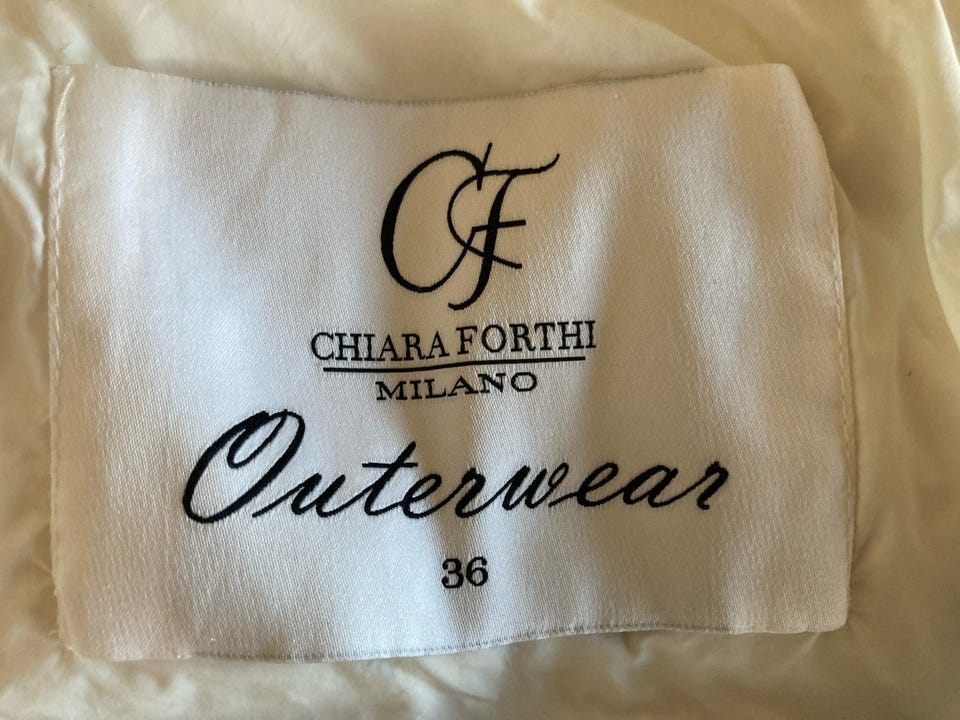 CF
CHIARA FORTHI
MILANO
Outerwear
36